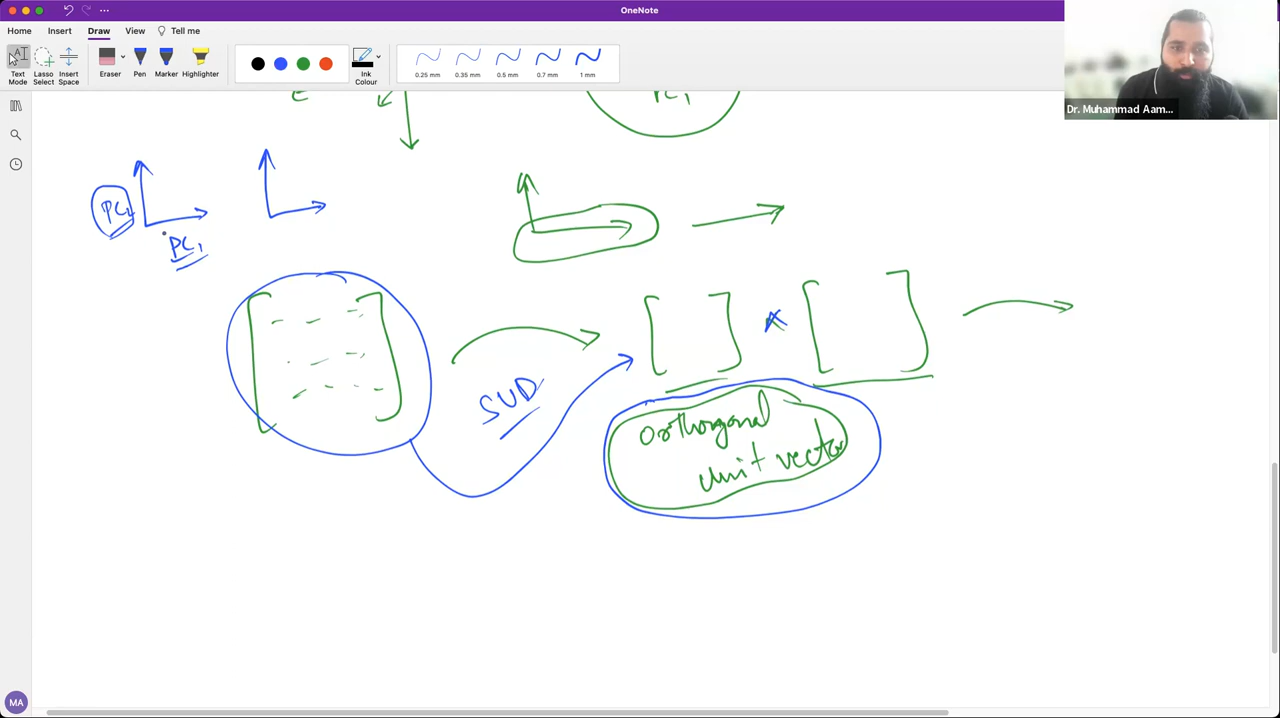 OneNote
Home Insert Draw View Tell me
Text Mode
Lasso Select
Insert Space
Eraser
Pen
Marker
Highlighter
Ink Colour
0.25 mm 0.35 mm 0.5 mm 0.7 mm 1 mm
Dr. Muhammad Aam...
PC1
PC2
PC1
SVD
orthogonal
unit vector
MA